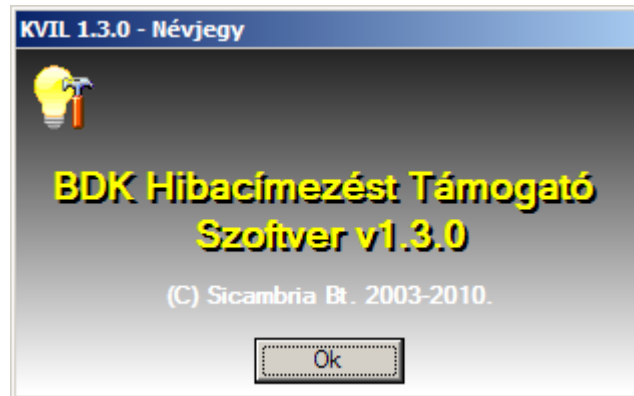 KVIL 1.3.0 - Névjegy
BDK Hibacímezést Támogató
Szoftver v1.3.0
(C) Sicambria Bt. 2003-2010.
Ok